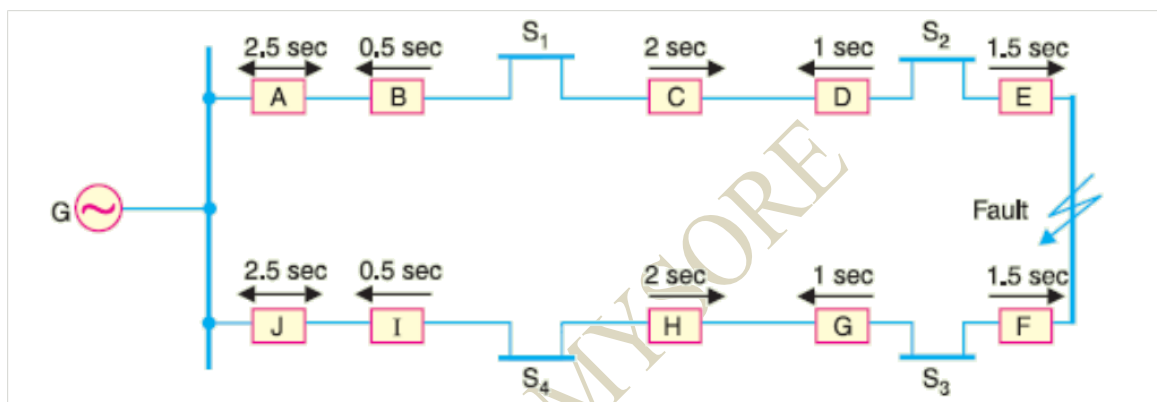 2.5 sec 0.5 sec S1 2 sec 1 sec S2 1.5 sec
A B C D E
G
Fault
2.5 sec 0.5 sec 2 sec 1 sec 1.5 sec
J I H G F
S4 S3
MYSORE